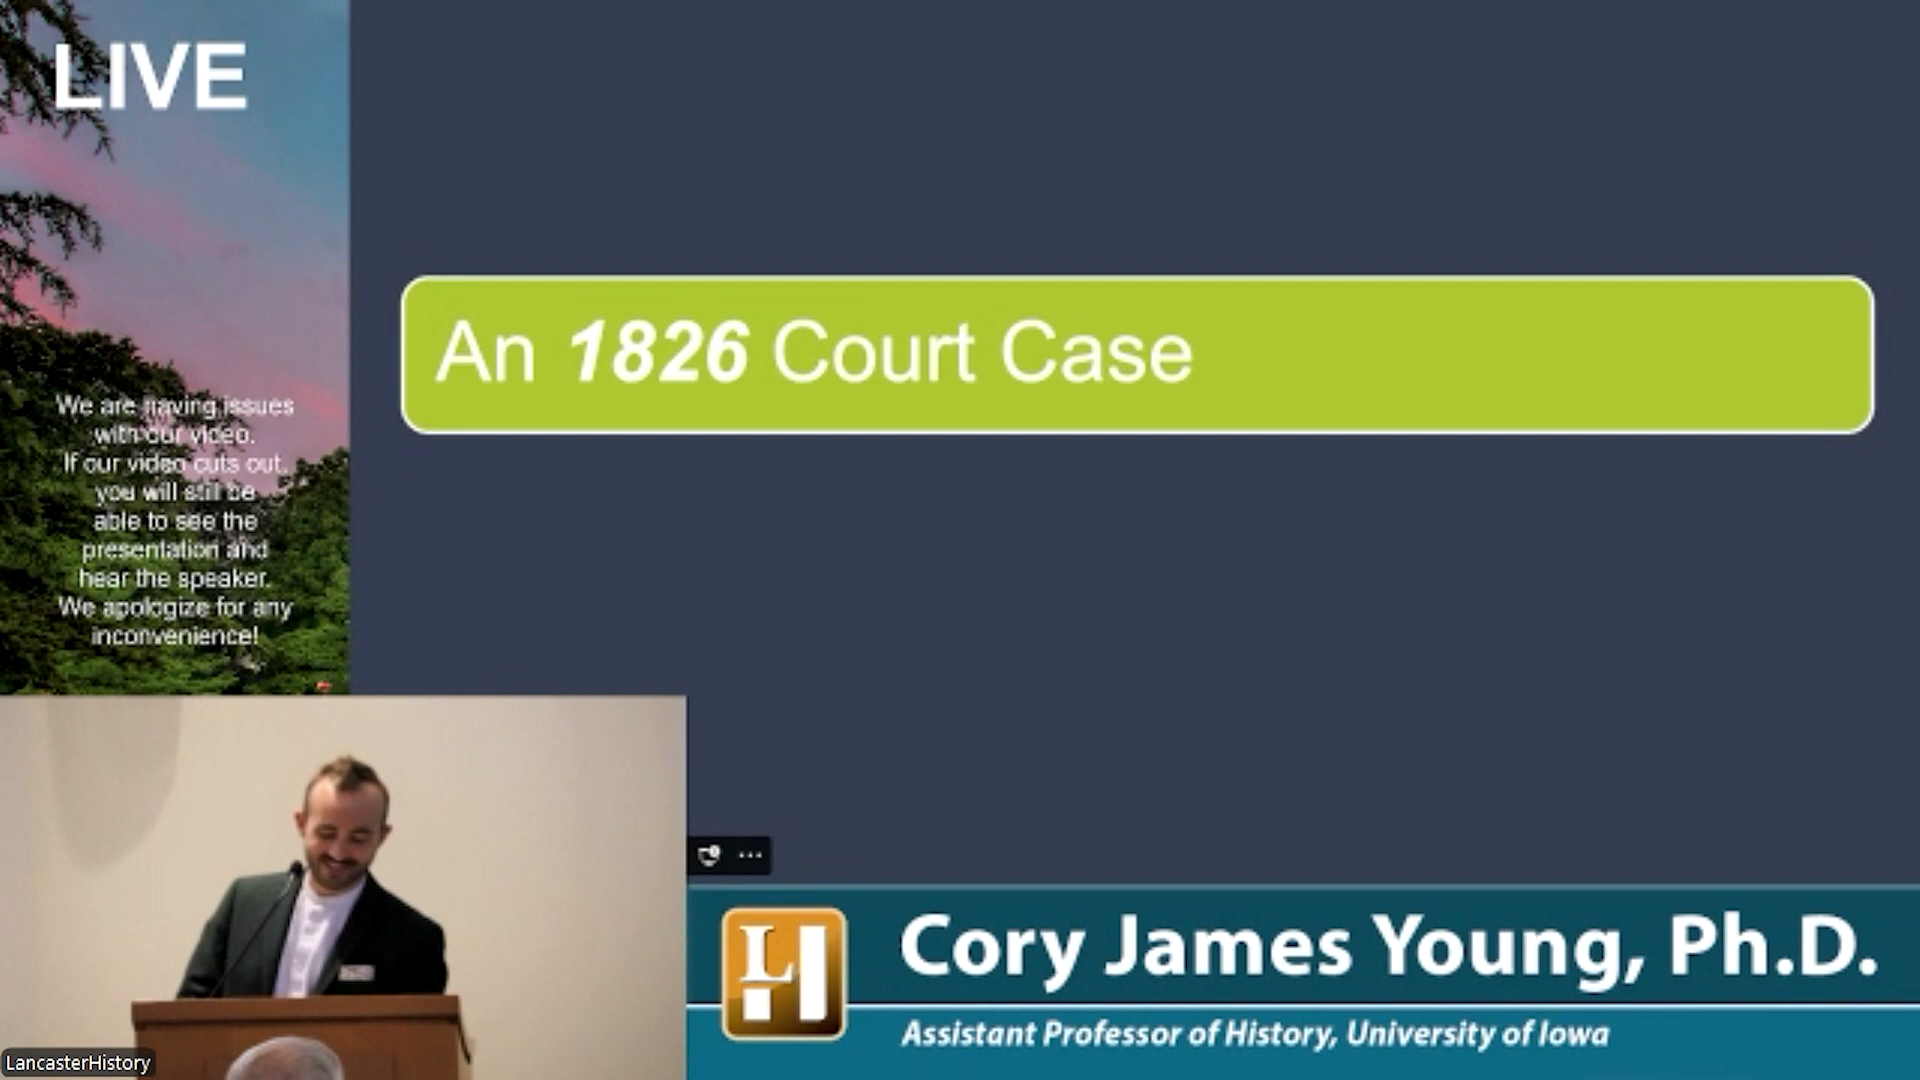 LIVE
An 1826 Court Case
We are having issues
with our video.
If our video cuts out,
you will still be
able to see the
presentation and
hear the speaker.
We apologize for any
inconvenience!
LH
Cory James Young, Ph.D.
Assistant Professor of History, University of Iowa
LancasterHistory